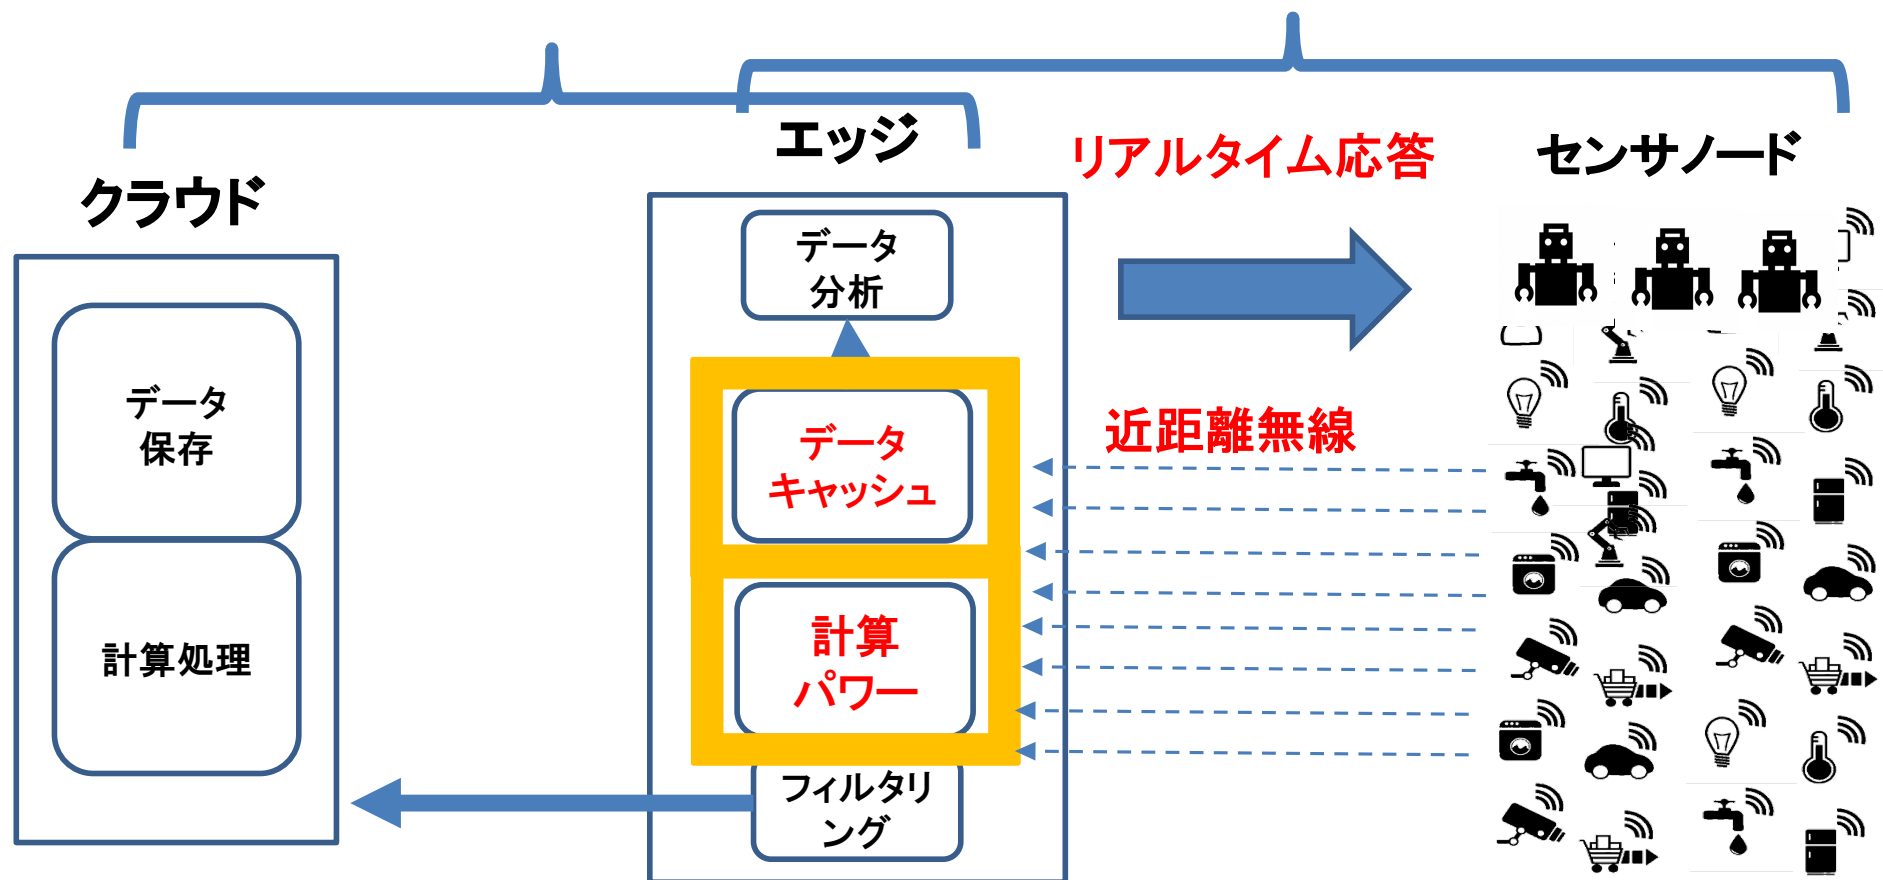 クラウド
データ
保存
計算処理
エッジ
データ
分析
データ
キャッシュ
計算
パワー
フィルタリ
ング
リアルタイム応答
近距離無線
センサノード